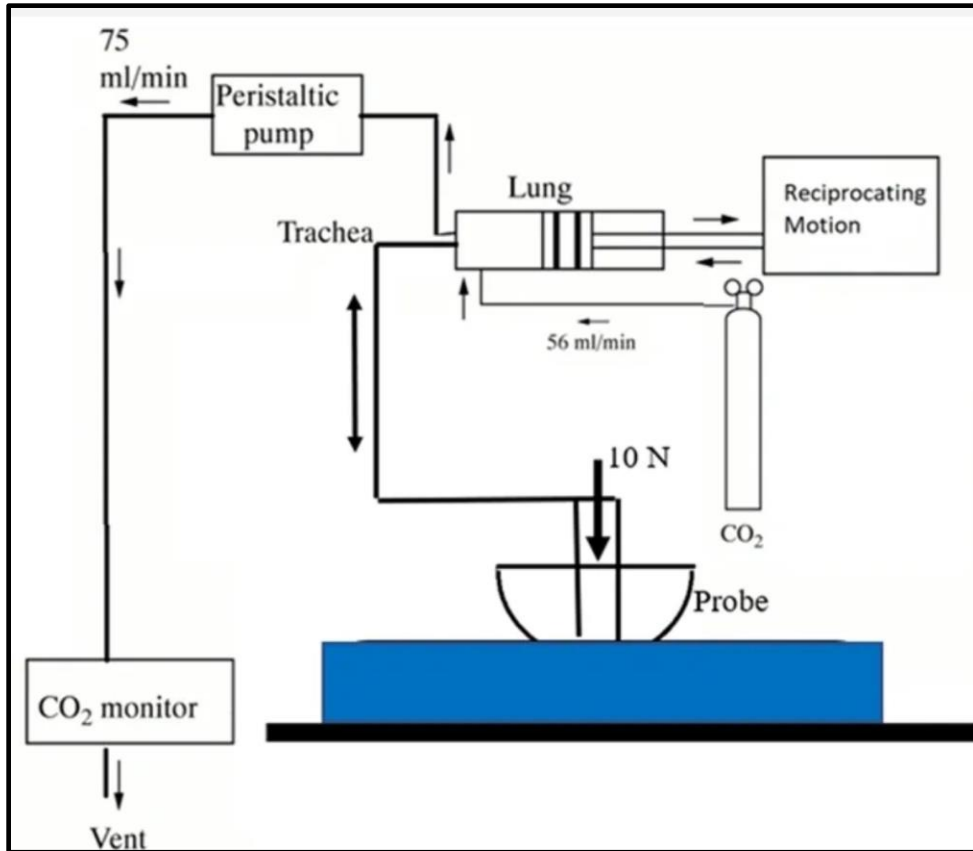 75
ml/min
Peristaltic
pump
Lung
Reciprocating
Motion
Trachea
56 ml/min
10 N
CO₂
Probe
CO₂ monitor
Vent